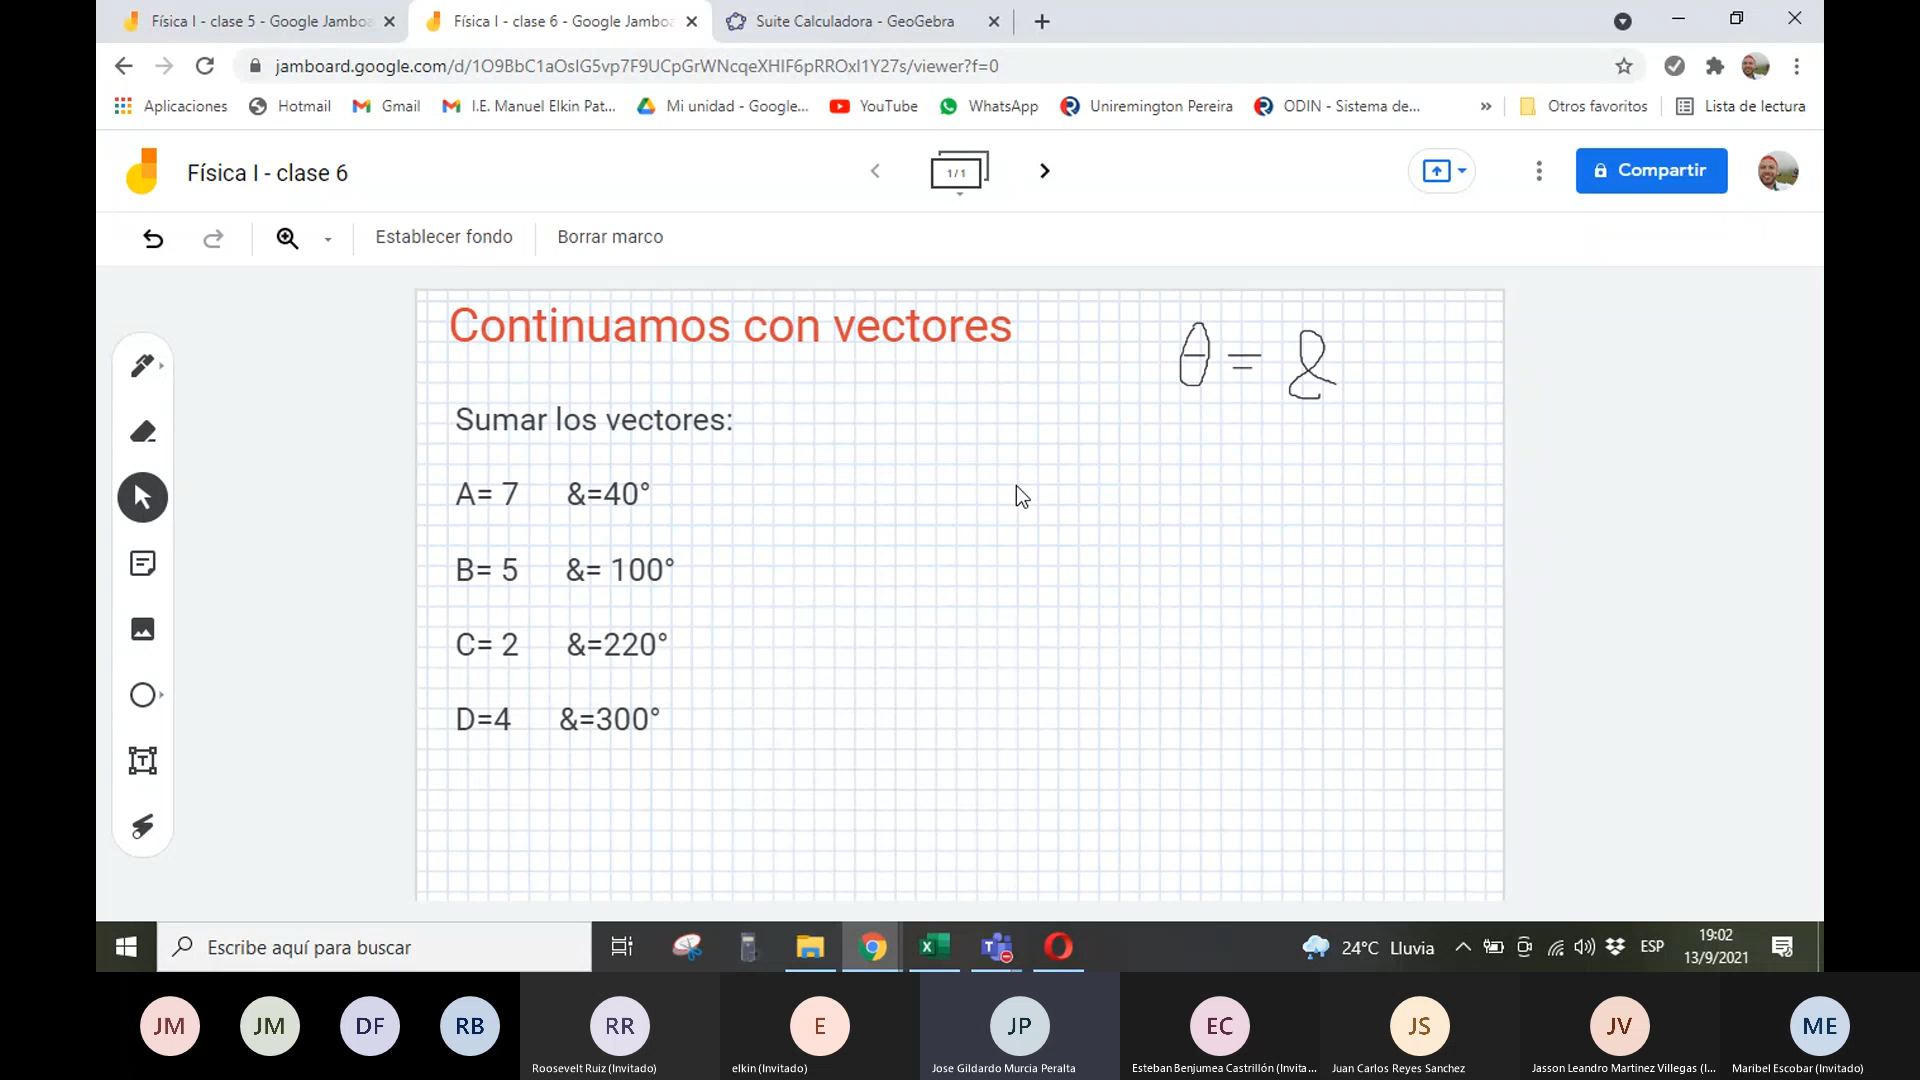 Física I - clase 5 - Google Jamboa
Física I - clase 6 - Google Jamboa
Suite Calculadora - GeoGebra
jamboard.google.com/d/1O9BbC1aOsIG5vp7F9UCpGrWNcqeXHIF6pRROxI1Y27s/viewer?f=0
Aplicaciones Hotmail Gmail I.E. Manuel Elkin Pat... Mi unidad - Google... YouTube WhatsApp Uniremington Pereira ODIN - Sistema de... » Otros favoritos Lista de lectura
Física I - clase 6
1/1
Compartir
Establecer fondo Borrar marco
Continuamos con vectores
θ = &
Sumar los vectores:
A= 7 &=40°
B= 5 &= 100°
C= 2 &=220°
D=4 &=300°
Escribe aquí para buscar
24°C Lluvia
ESP
19:02
13/9/2021
JM JM DF RB RR E JP EC JS JV ME
Roosevelt Ruiz (Invitado) elkin (Invitado) Jose Gildardo Murcia Peralta Esteban Benjumea Castrillón (Invita... Juan Carlos Reyes Sanchez Jasson Leandro Martinez Villegas (I... Maribel Escobar (Invitado)